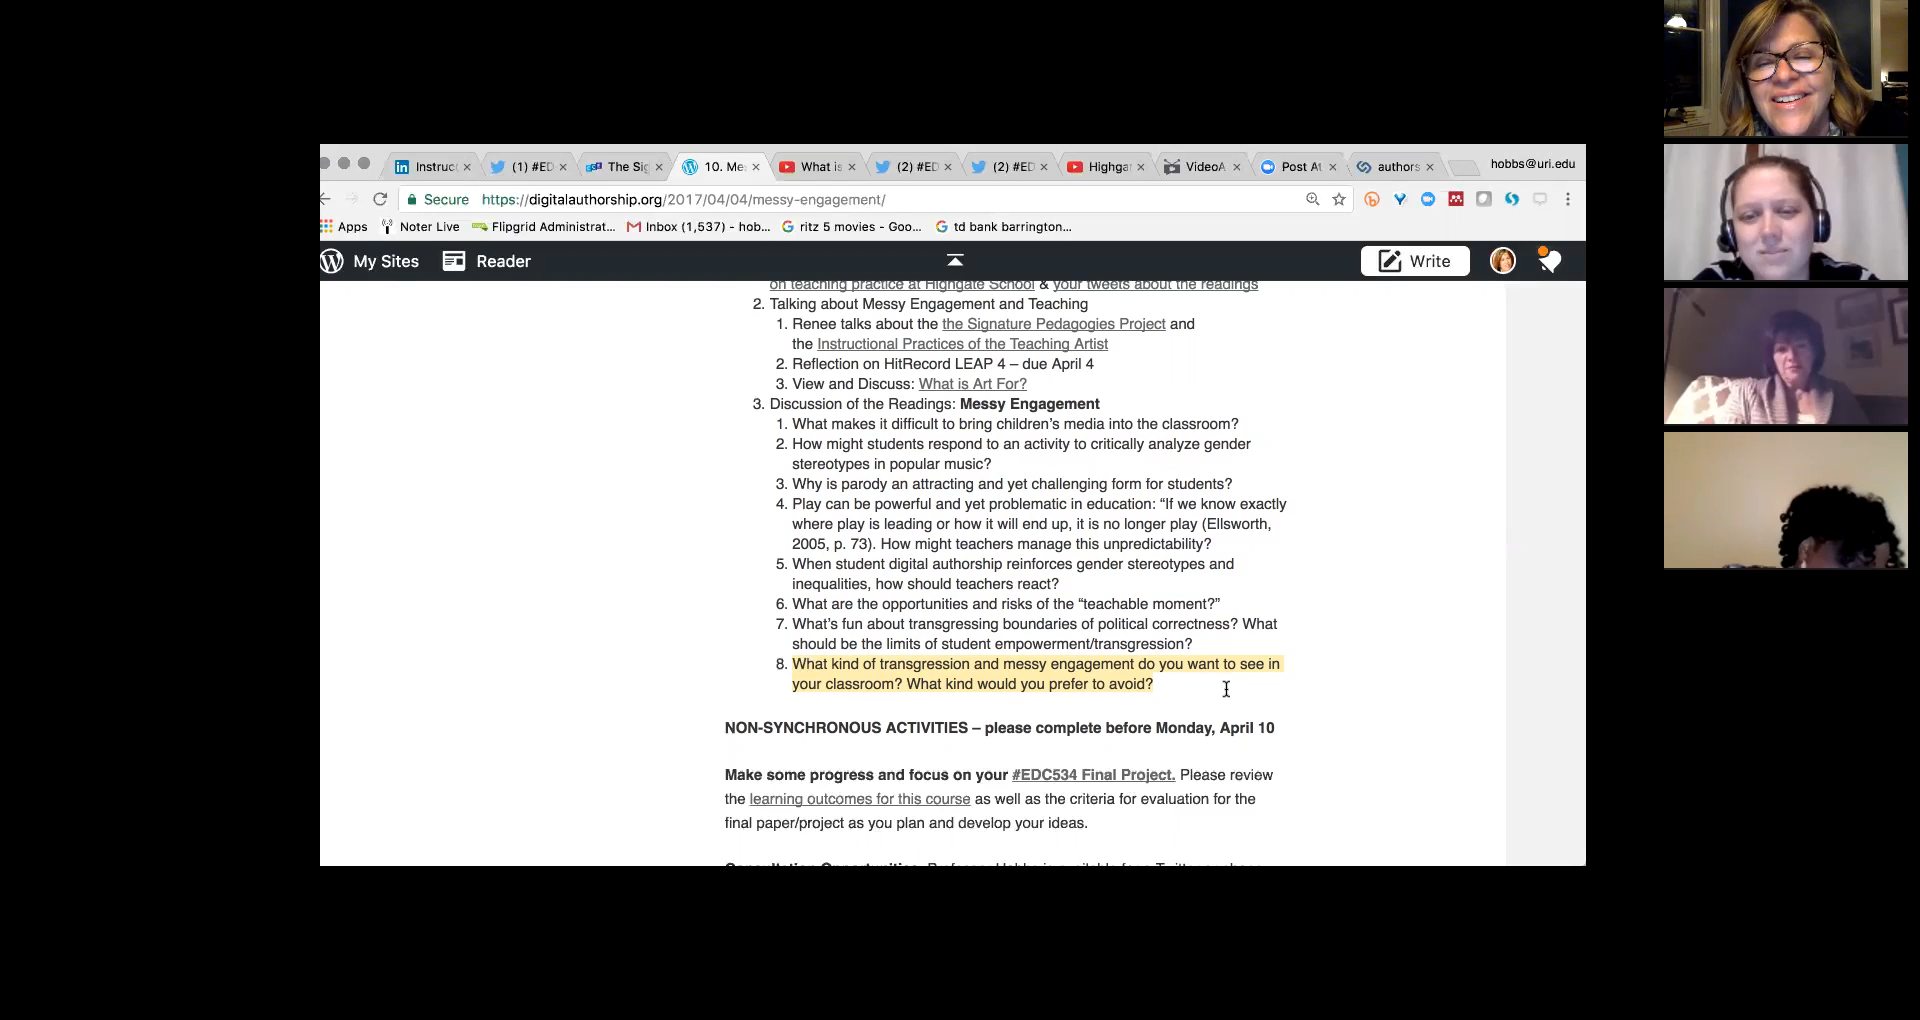 Instruc
(1) #ED
The Sig
10. Me
What is
(2) #ED
(2) #ED
Highga
VideoA
Post At
authors
hobbs@uri.edu
Secure https://digitalauthorship.org/2017/04/04/messy-engagement/
Apps Noter Live Flipgrid Administrat... Inbox (1,537) - hob... ritz 5 movies - Goo... td bank barrington...
My Sites Reader Write
on teaching practice at Highgate School & your tweets about the readings
2. Talking about Messy Engagement and Teaching
1. Renee talks about the the Signature Pedagogies Project and
the Instructional Practices of the Teaching Artist
2. Reflection on HitRecord LEAP 4 – due April 4
3. View and Discuss: What is Art For?
3. Discussion of the Readings: Messy Engagement
1. What makes it difficult to bring children’s media into the classroom?
2. How might students respond to an activity to critically analyze gender
stereotypes in popular music?
3. Why is parody an attracting and yet challenging form for students?
4. Play can be powerful and yet problematic in education: “If we know exactly
where play is leading or how it will end up, it is no longer play (Ellsworth,
2005, p. 73). How might teachers manage this unpredictability?
5. When student digital authorship reinforces gender stereotypes and
inequalities, how should teachers react?
6. What are the opportunities and risks of the “teachable moment?”
7. What’s fun about transgressing boundaries of political correctness? What
should be the limits of student empowerment/transgression?
8. What kind of transgression and messy engagement do you want to see in
your classroom? What kind would you prefer to avoid?
NON-SYNCHRONOUS ACTIVITIES – please complete before Monday, April 10
Make some progress and focus on your #EDC534 Final Project. Please review
the learning outcomes for this course as well as the criteria for evaluation for the
final paper/project as you plan and develop your ideas.